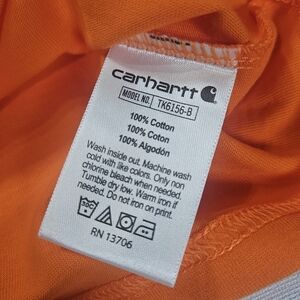 carhartt
MODEL NO. TK6156-B
100% Cotton
100% Coton
100% Algodón
Wash inside out. Machine wash
cold with like colors. Only non
chlorine bleach when needed.
Tumble dry low. Warm iron if
needed. Do not iron on print.
RN 13706